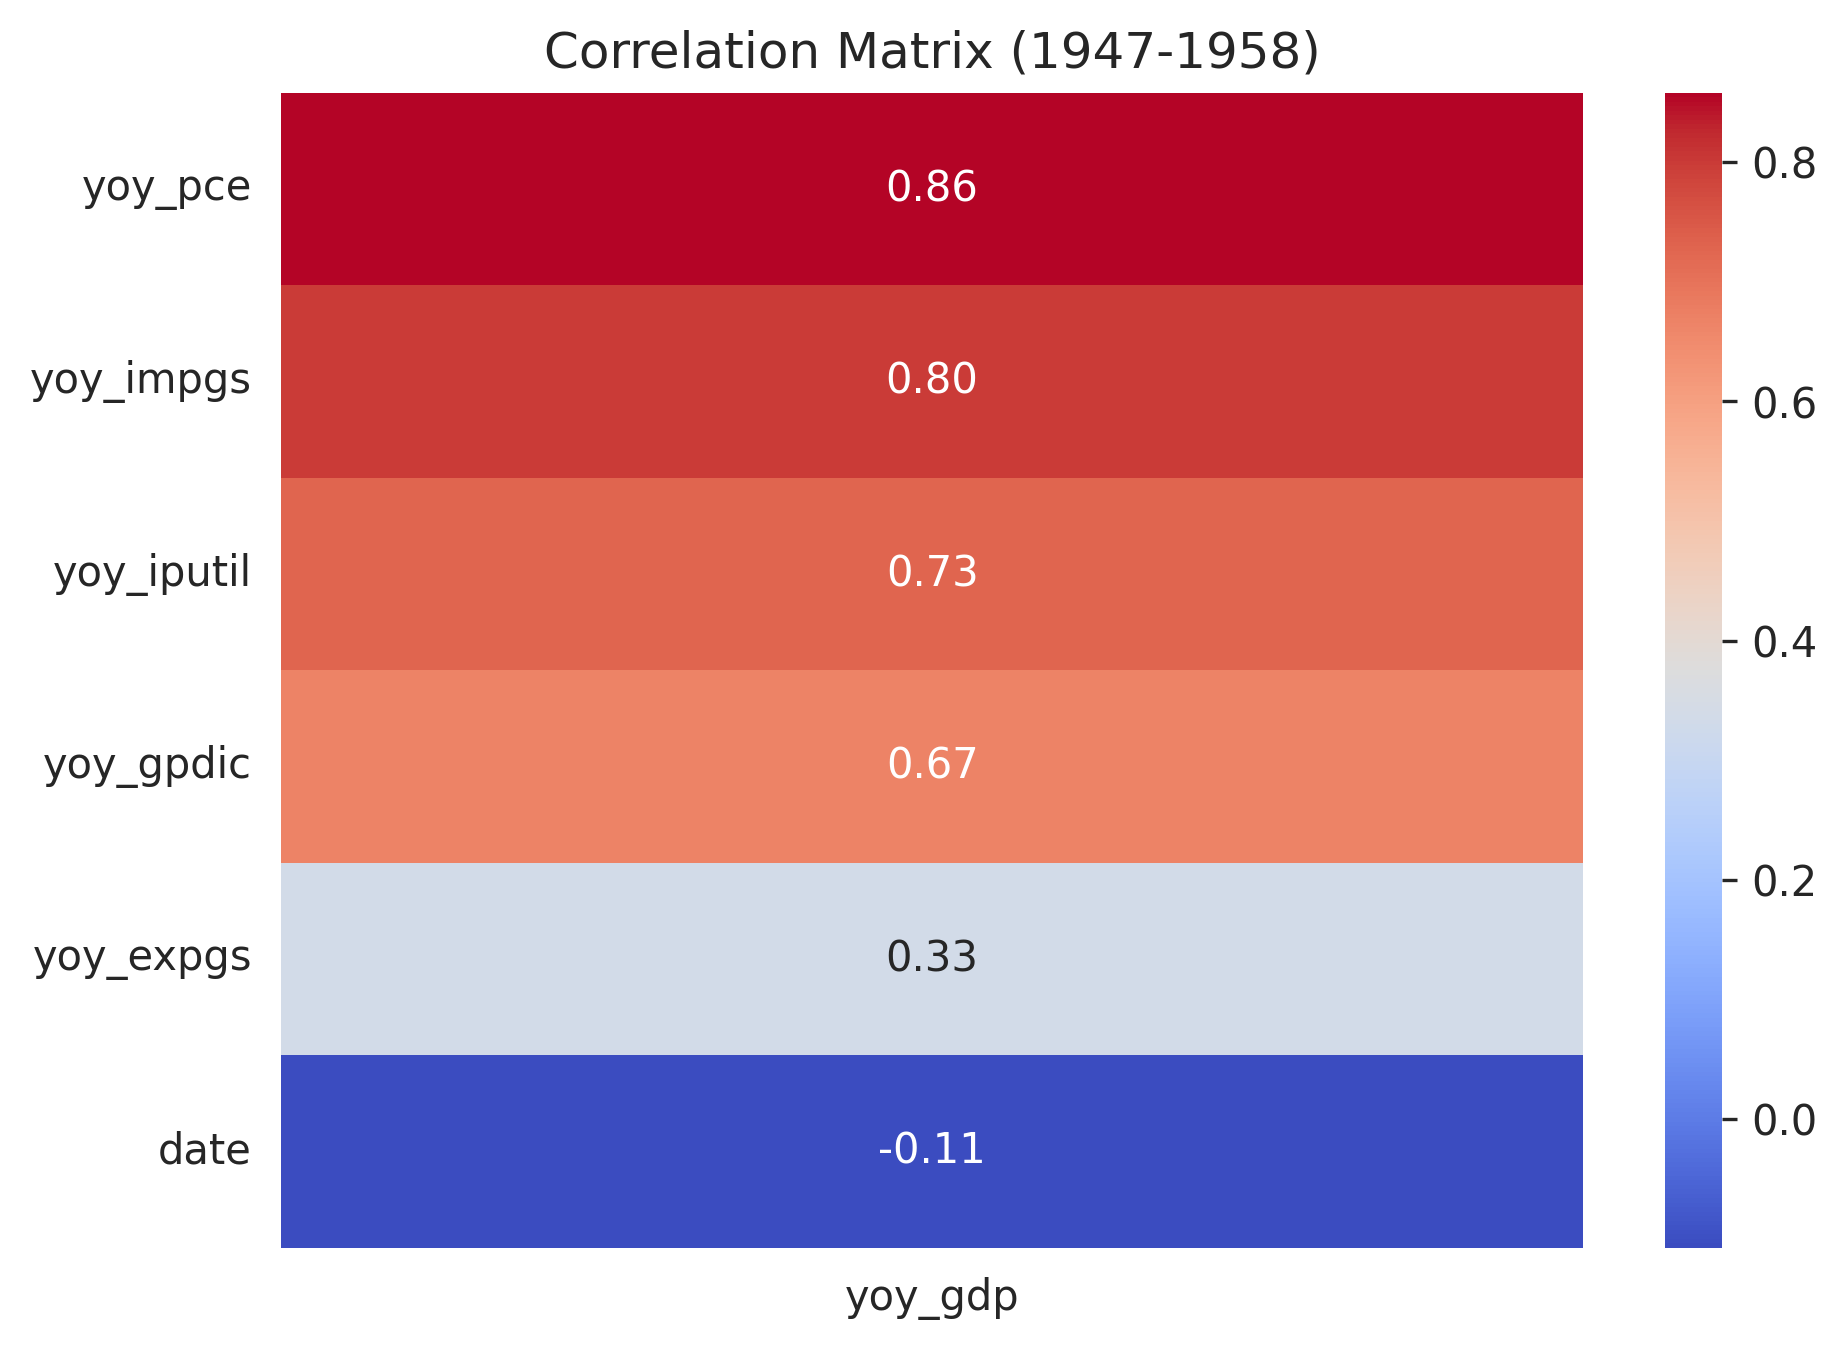 Correlation Matrix (1947-1958)
yoy_pce
0.86
yoy_impgs
0.80
yoy_iputil
0.73
yoy_gpdic
0.67
yoy_expgs
0.33
date
-0.11
yoy_gdp
0.8
0.6
0.4
0.2
0.0